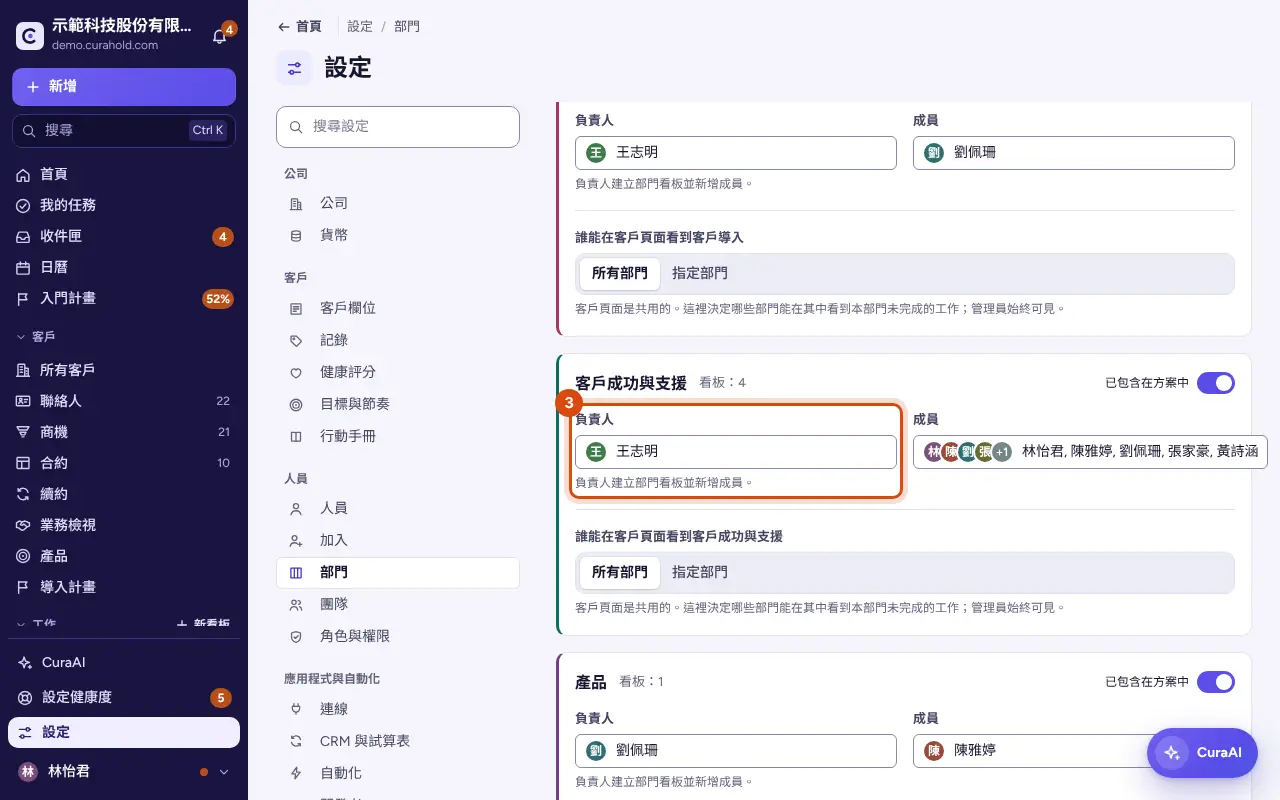 示範科技股份有限...
demo.curahold.com
4
新增
搜尋
Ctrl K
首頁
我的任務
收件匣
4
日曆
入門計畫
52%
客戶
所有客戶
聯絡人
22
商機
21
合約
10
續約
業務檢視
產品
導入計畫
工作
新看板
CuraAI
設定健康度
5
設定
林 林怡君
首頁
設定 / 部門
設定
搜尋設定
公司
公司
貨幣
客戶
客戶欄位
記錄
健康評分
目標與節奏
行動手冊
人員
人員
加入
部門
團隊
角色與權限
應用程式與自動化
連線
CRM 與試算表
自動化
負責人
王 王志明
負責人建立部門看板並新增成員。
成員
劉 劉佩珊
誰能在客戶頁面看到客戶導入
所有部門
指定部門
客戶頁面是共用的。這裡決定哪些部門能在其中看到本部門未完成的工作；管理員始終可見。
客戶成功與支援
看板：4
已包含在方案中
3
負責人
王 王志明
負責人建立部門看板並新增成員。
成員
林 陳 劉 張 +1 林怡君, 陳雅婷, 劉佩珊, 張家豪, 黃詩涵
誰能在客戶頁面看到客戶成功與支援
所有部門
指定部門
客戶頁面是共用的。這裡決定哪些部門能在其中看到本部門未完成的工作；管理員始終可見。
產品
看板：1
已包含在方案中
負責人
劉 劉佩珊
負責人建立部門看板並新增成員。
成員
陳 陳雅婷
CuraAI